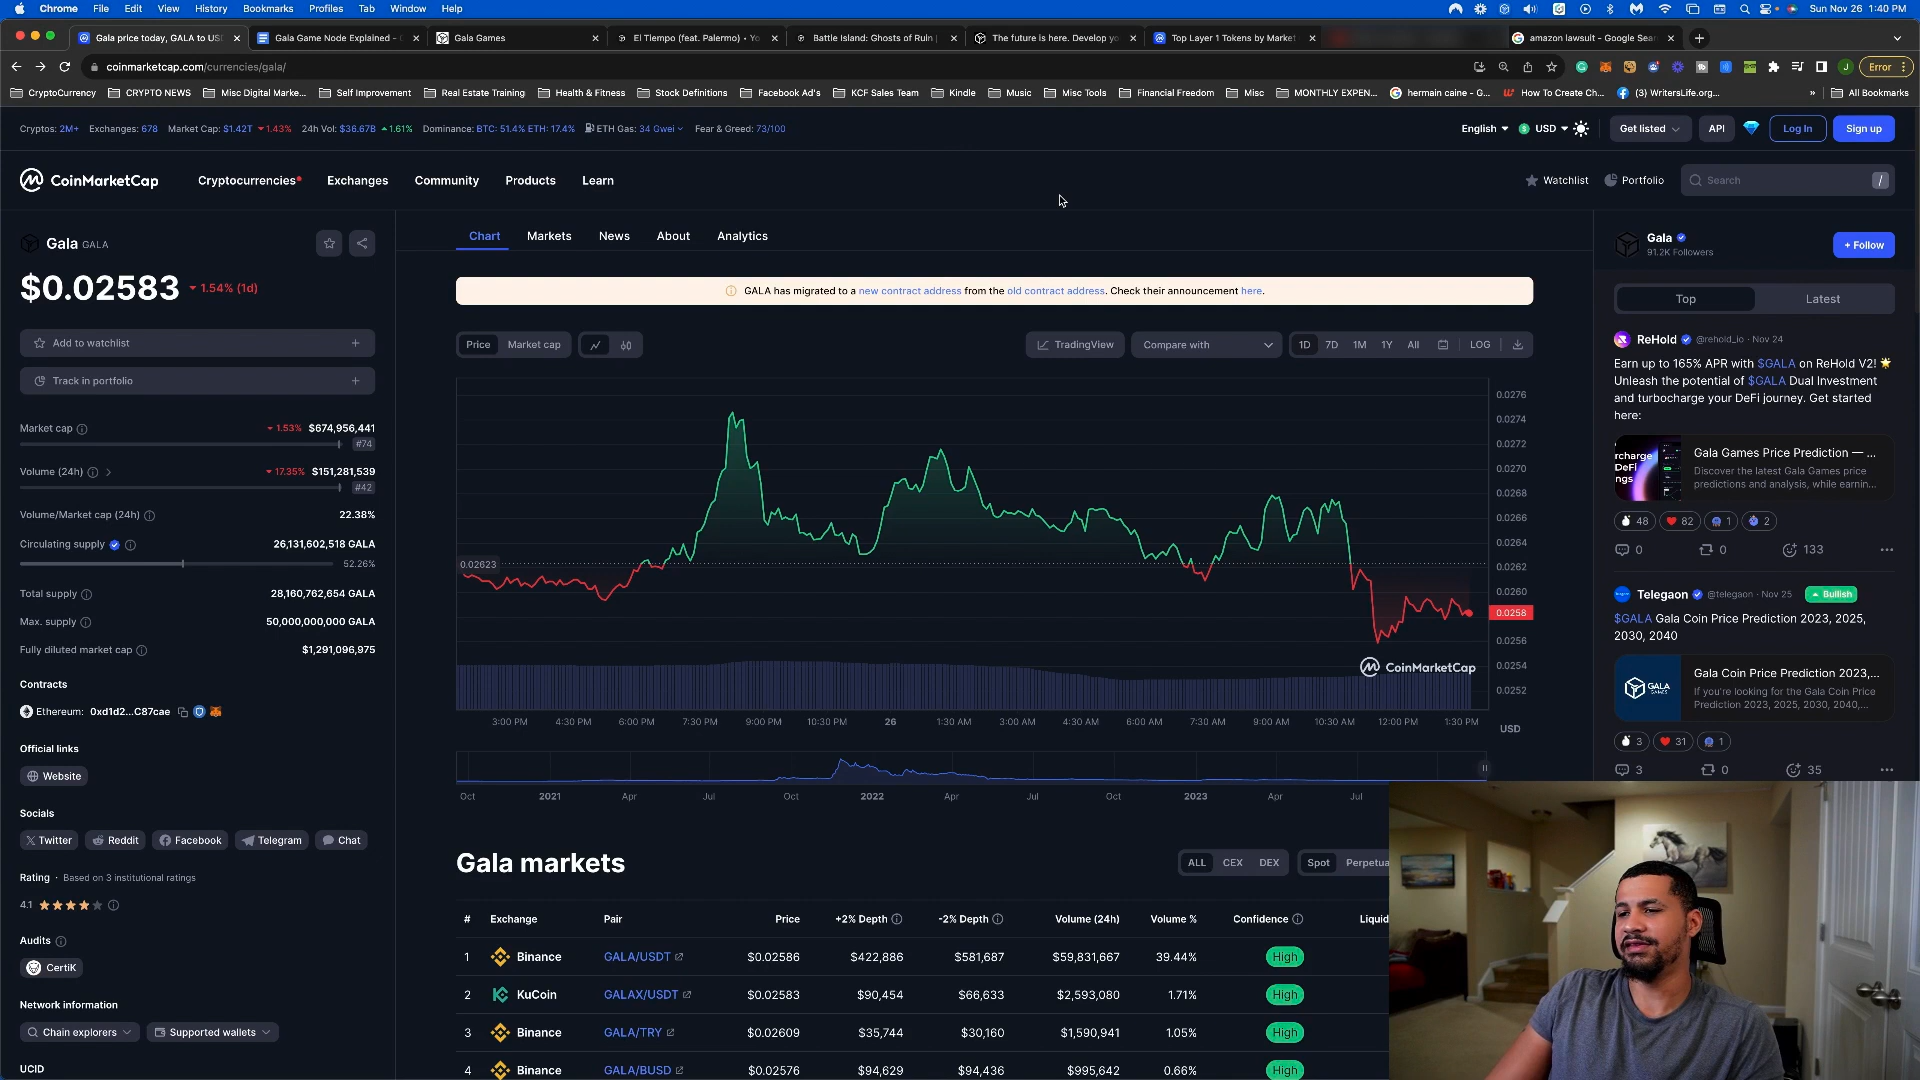 Chrome File Edit View History Bookmarks Profiles Tab Window Help Sun Nov 26 1:40 PM
Gala price today, GALA to USD Gala Game Node Explained - Gala Games El Tiempo (feat. Palermo) • Battle Island: Ghosts of Ruin The future is here. Develop yo Top Layer 1 Tokens by Market amazon lawsuit - Google Sea
coinmarketcap.com/currencies/gala/ Error
CryptoCurrency CRYPTO NEWS Misc Digital Marke... Self Improvement Real Estate Training Health & Fitness Stock Definitions Facebook Ad's KCF Sales Team Kindle Music Misc Tools Financial Freedom Misc MONTHLY EXPEN... hermain caine - G... How To Create Ch... (3) WritersLife.org... » All Bookmarks
Cryptos: 2M+ Exchanges: 678 Market Cap: $1.42T 1.43% 24h Vol: $36.67B 1.61% Dominance: BTC: 51.4% ETH: 17.4% ETH Gas: 34 Gwei Fear & Greed: 73/100
English USD Get listed API Log In Sign up
CoinMarketCap Cryptocurrencies Exchanges Community Products Learn Watchlist Portfolio Search /
Gala GALA
$0.02583 1.54% (1d)
Add to watchlist +
Track in portfolio +
Market cap 1.53% $674,956,441
#74
Volume (24h) 17.35% $151,281,539
#42
Volume/Market cap (24h) 22.38%
Circulating supply 26,131,602,518 GALA
52.26%
Total supply 28,160,762,654 GALA
Max. supply 50,000,000,000 GALA
Fully diluted market cap $1,291,096,975
Contracts
Ethereum: 0xd1d2...C87cae
Official links
Website
Socials
Twitter Reddit Facebook Telegram Chat
Rating · Based on 3 institutional ratings
4.1
Audits
CertiK
Network information
Chain explorers Supported wallets
UCID
Chart Markets News About Analytics
GALA has migrated to a new contract address from the old contract address. Check their announcement here.
Price Market cap TradingView Compare with 1D 7D 1M 1Y All LOG
0.0276
0.0274
0.0272
0.0270
0.0268
0.0266
0.0264
0.02623
0.0262
0.0260
0.0258
0.0256
0.0254
0.0252
CoinMarketCap
3:00 PM 4:30 PM 6:00 PM 7:30 PM 9:00 PM 10:30 PM 26 1:30 AM 3:00 AM 4:30 AM 6:00 AM 7:30 AM 9:00 AM 10:30 AM 12:00 PM 1:30 PM
USD
Oct 2021 Apr Jul Oct 2022 Apr Jul Oct 2023 Apr Jul
Gala markets
ALL CEX DEX Spot Perpetua
# Exchange Pair Price +2% Depth -2% Depth Volume (24h) Volume % Confidence Liquid
1 Binance GALA/USDT $0.02586 $422,886 $581,687 $59,831,667 39.44% High
2 KuCoin GALAX/USDT $0.02583 $90,454 $66,633 $2,593,080 1.71% High
3 Binance GALA/TRY $0.02609 $35,744 $30,160 $1,590,941 1.05% High
4 Binance GALA/BUSD $0.02576 $94,629 $94,436 $995,642 0.66% High
Gala
91.2K Followers
+ Follow
Top Latest
ReHold @rehold_io · Nov 24
Earn up to 165% APR with $GALA on ReHold V2!
Unleash the potential of $GALA Dual Investment
and turbocharge your DeFi journey. Get started
here:
Gala Games Price Prediction — ...
Discover the latest Gala Games price
predictions and analysis, while earnin...
48 82 1 2
0 0 133
Telegaon @telegaon · Nov 25 Bullish
$GALA Gala Coin Price Prediction 2023, 2025,
2030, 2040
GALA
GAMES
Gala Coin Price Prediction 2023,...
If you're looking for the Gala Coin Price
Prediction 2023, 2025, 2030, 2040,...
3 31 1
3 0 35